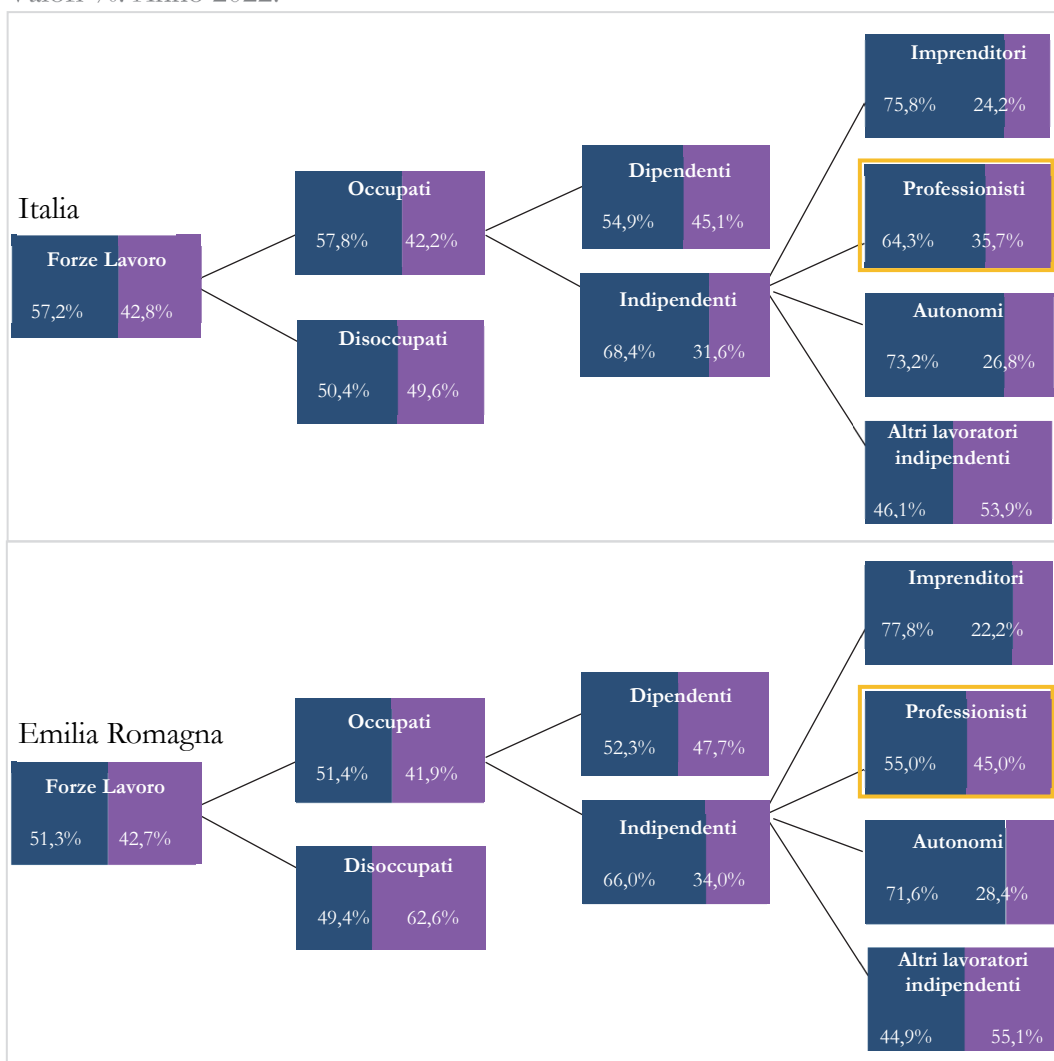 Valori %. Anno 2022.
Italia
Forze Lavoro
57,2% 42,8%
Occupati
57,8% 42,2%
Disoccupati
50,4% 49,6%
Dipendenti
54,9% 45,1%
Indipendenti
68,4% 31,6%
Imprenditori
75,8% 24,2%
Professionisti
64,3% 35,7%
Autonomi
73,2% 26,8%
Altri lavoratori
indipendenti
46,1% 53,9%
Emilia Romagna
Forze Lavoro
51,3% 42,7%
Occupati
51,4% 41,9%
Disoccupati
49,4% 62,6%
Dipendenti
52,3% 47,7%
Indipendenti
66,0% 34,0%
Imprenditori
77,8% 22,2%
Professionisti
55,0% 45,0%
Autonomi
71,6% 28,4%
Altri lavoratori
indipendenti
44,9% 55,1%